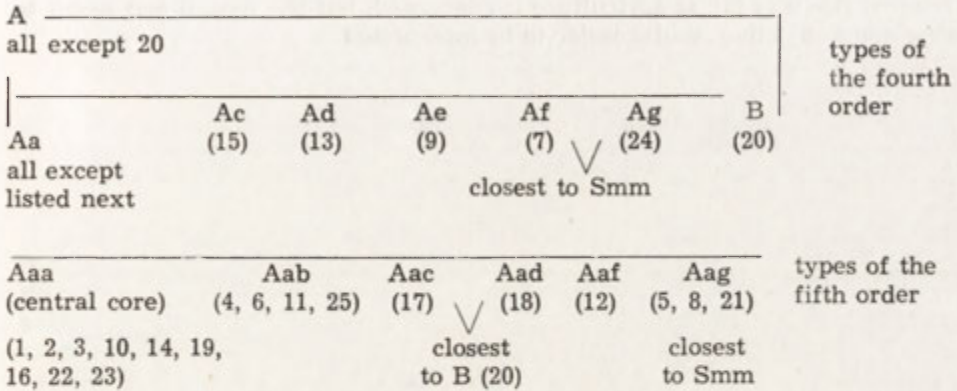 A
all except 20
types of
the fourth
order
Ac Ad Ae Af Ag B
Aa (15) (13) (9) (7) (24) (20)
all except
listed next
closest to Smm
Aaa Aab Aac Aad Aaf Aag
(central core) (4, 6, 11, 25) (17) (18) (12) (5, 8, 21)
types of the
fifth order
(1, 2, 3, 10, 14, 19,
16, 22, 23)
closest
to B (20)
closest
to Smm